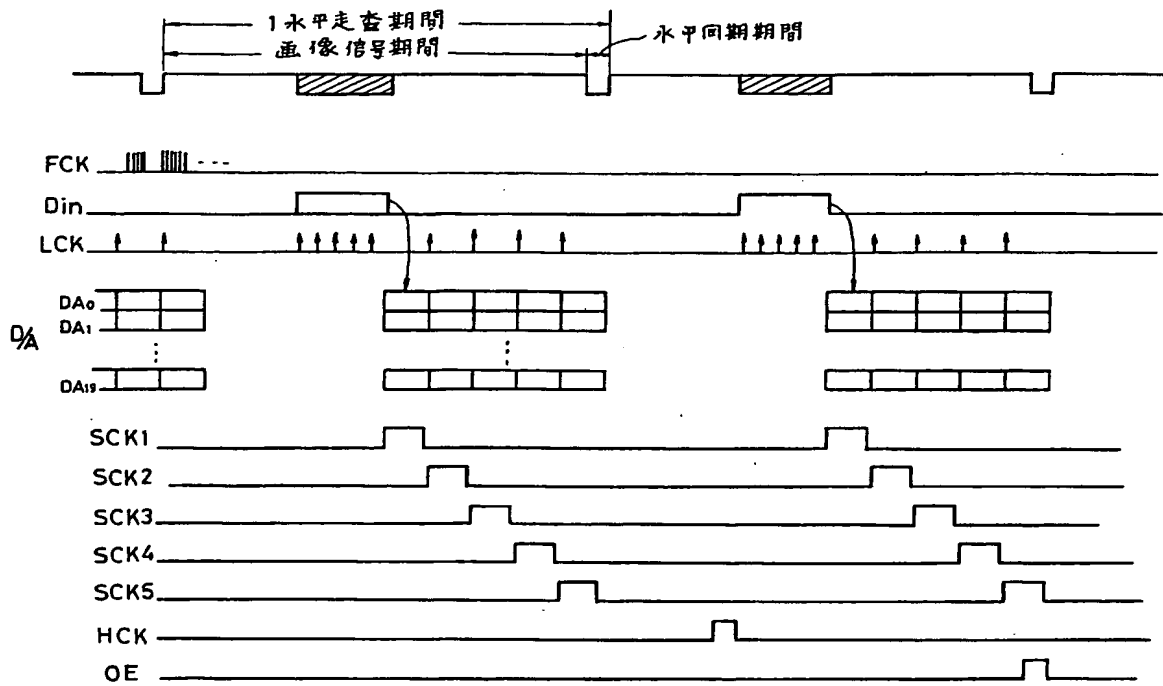 1水平走査期間
画像信号期間
水平同期期間
FCK
Din
LCK
D/A
DA0
DA1
DA19
SCK1
SCK2
SCK3
SCK4
SCK5
HCK
OE